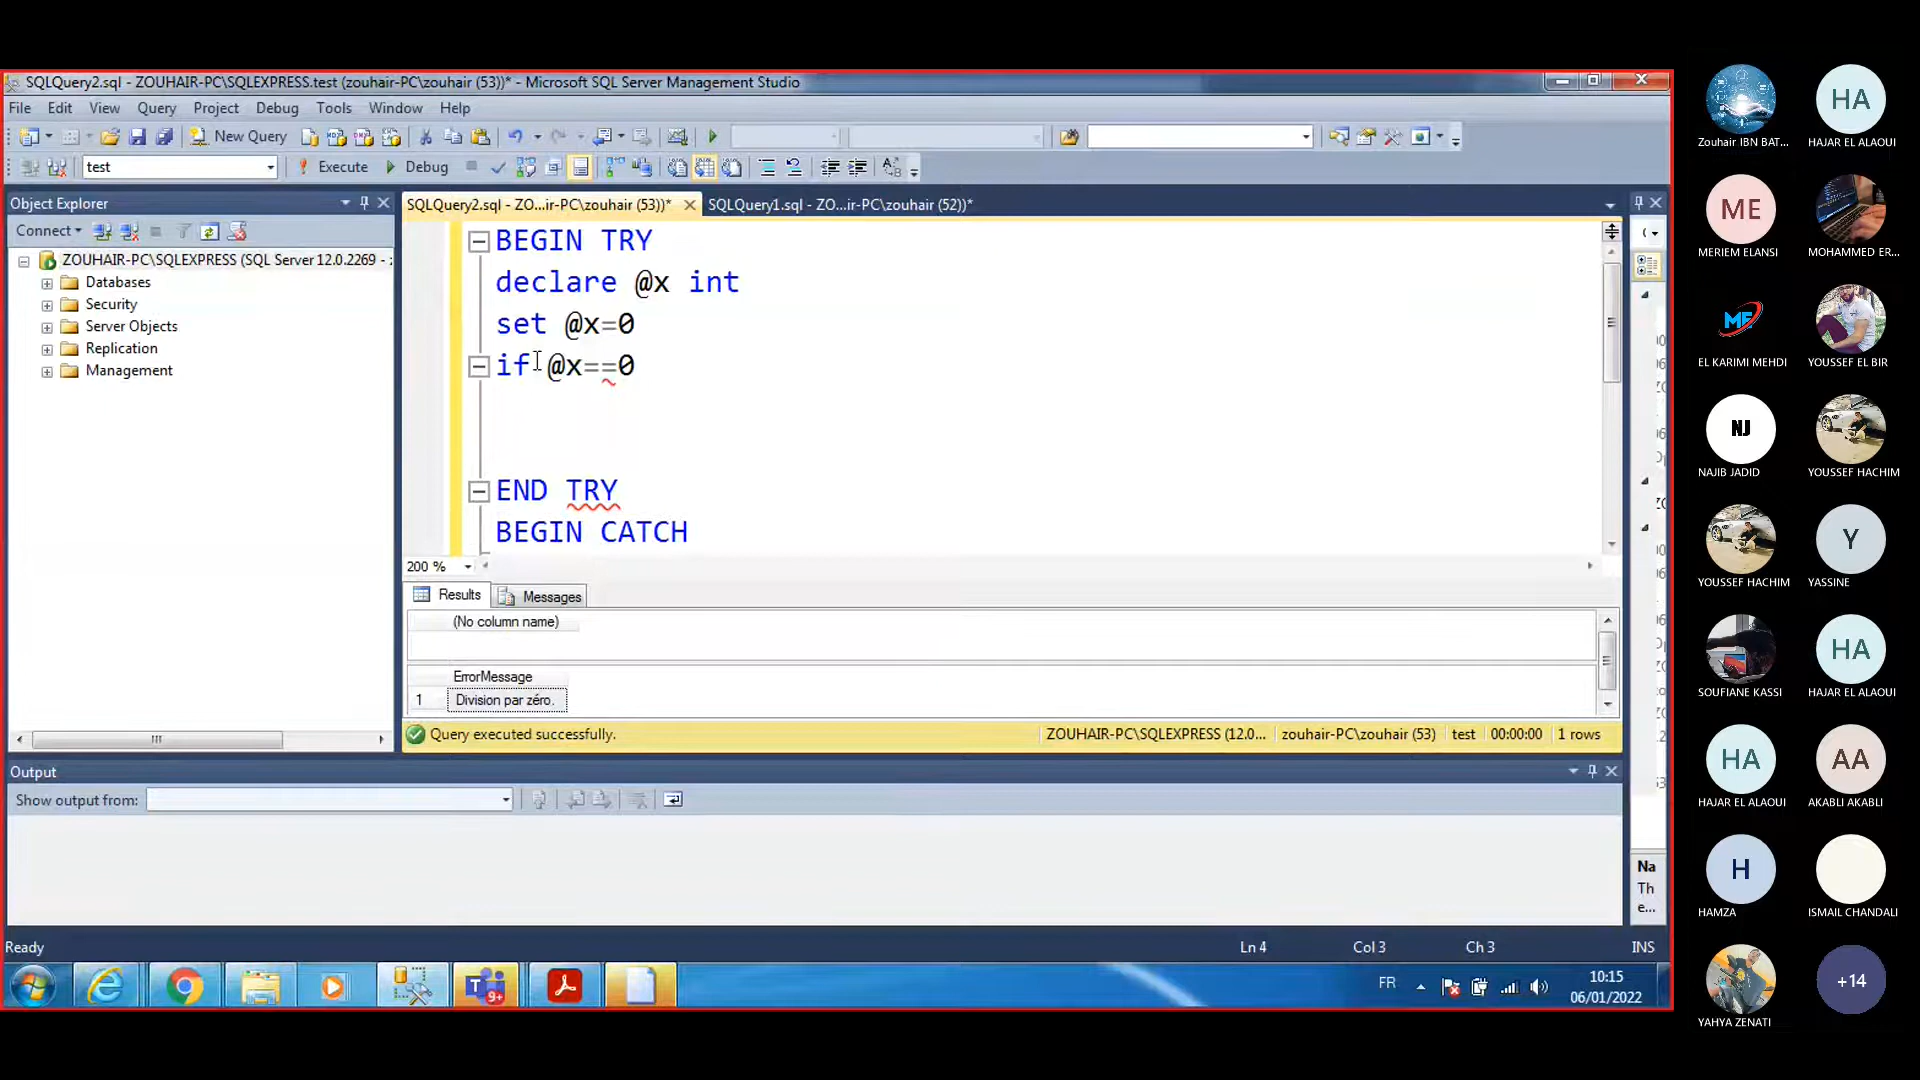 SQLQuery2.sql - ZOUHAIR-PC\SQLEXPRESS.test (zouhair-PC\zouhair (53))* - Microsoft SQL Server Management Studio
File Edit View Query Project Debug Tools Window Help
New Query
test Execute Debug
Object Explorer
Connect
ZOUHAIR-PC\SQLEXPRESS (SQL Server 12.0.2269 -
Databases
Security
Server Objects
Replication
Management
SQLQuery2.sql - ZO...ir-PC\zouhair (53))*
SQLQuery1.sql - ZO...ir-PC\zouhair (52))*
BEGIN TRY
declare @x int
set @x=0
if @x==0
END TRY
BEGIN CATCH
200 %
Results Messages
(No column name)
ErrorMessage
1 Division par zéro.
Query executed successfully.
ZOUHAIR-PC\SQLEXPRESS (12.0... zouhair-PC\zouhair (53) test 00:00:00 1 rows
Output
Show output from:
Na
Th
e...
Ready Ln 4 Col 3 Ch 3 INS
9+
FR
10:15
06/01/2022
Zouhair IBN BAT...
HA
HAJAR EL ALAOUI
ME
MERIEM ELANSI
MOHAMMED ER...
ME
EL KARIMI MEHDI
YOUSSEF EL BIR
NJ
NAJIB JADID
YOUSSEF HACHIM
YOUSSEF HACHIM
Y
YASSINE
SOUFIANE KASSI
HA
HAJAR EL ALAOUI
HA
HAJAR EL ALAOUI
AA
AKABLI AKABLI
H
HAMZA
ISMAIL CHANDALI
YAHYA ZENATI
+14